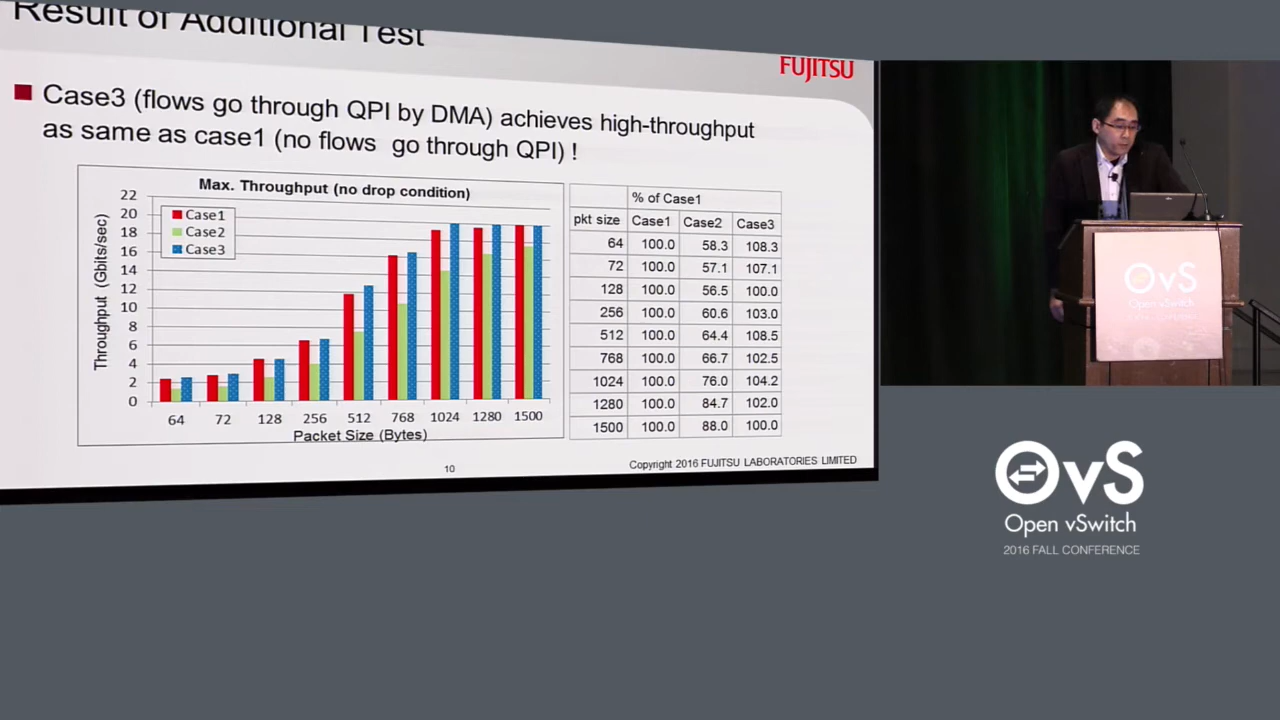 Result of Additional Test
FUJITSU
Case3 (flows go through QPI by DMA) achieves high-throughput
as same as case1 (no flows go through QPI) !
Max. Throughput (no drop condition)
Throughput (Gbits/sec)
22
20
18
16
14
12
10
8
6
4
2
0
Case1
Case2
Case3
64 72 128 256 512 768 1024 1280 1500
Packet Size (Bytes)
% of Case1
pkt size Case1 Case2 Case3
64 100.0 58.3 108.3
72 100.0 57.1 107.1
128 100.0 56.5 100.0
256 100.0 60.6 103.0
512 100.0 64.4 108.5
768 100.0 66.7 102.5
1024 100.0 76.0 104.2
1280 100.0 84.7 102.0
1500 100.0 88.0 100.0
10
Copyright 2016 FUJITSU LABORATORIES LIMITED
OvS
Open vSwitch
OvS
Open vSwitch
2016 FALL CONFERENCE